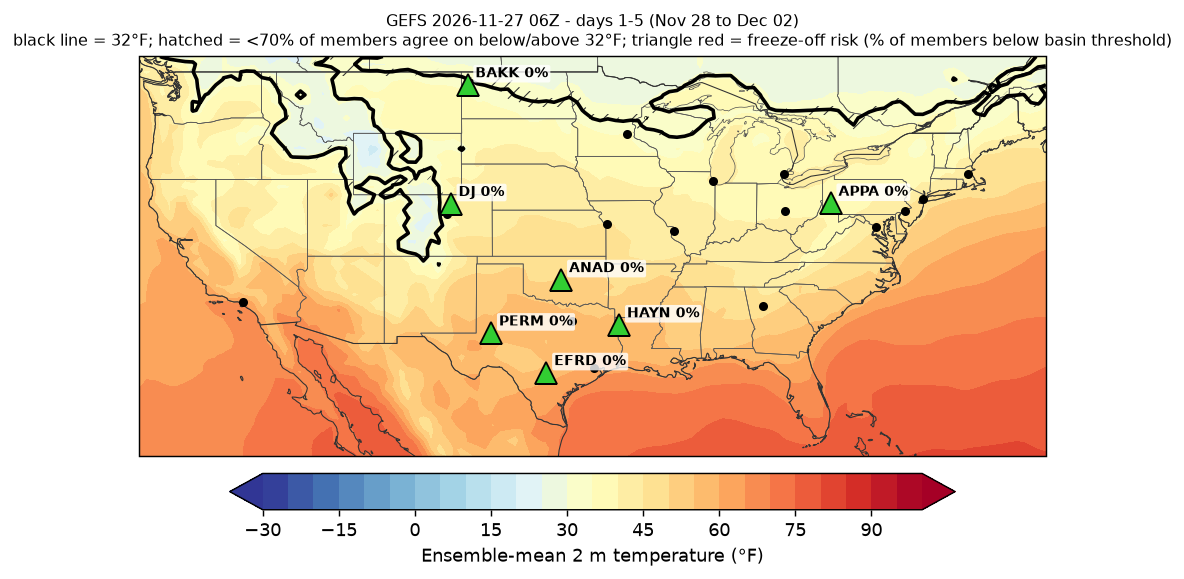 GEFS 2026-11-27 06Z - days 1-5 (Nov 28 to Dec 02)
black line = 32°F; hatched = <70% of members agree on below/above 32°F; triangle red = freeze-off risk (% of members below basin threshold)
BAKK 0%
DJ 0%
APPA 0%
ANAD 0%
HAYN 0%
PERM 0%
EFRD 0%
−30 −15 0 15 30 45 60 75 90
Ensemble-mean 2 m temperature (°F)